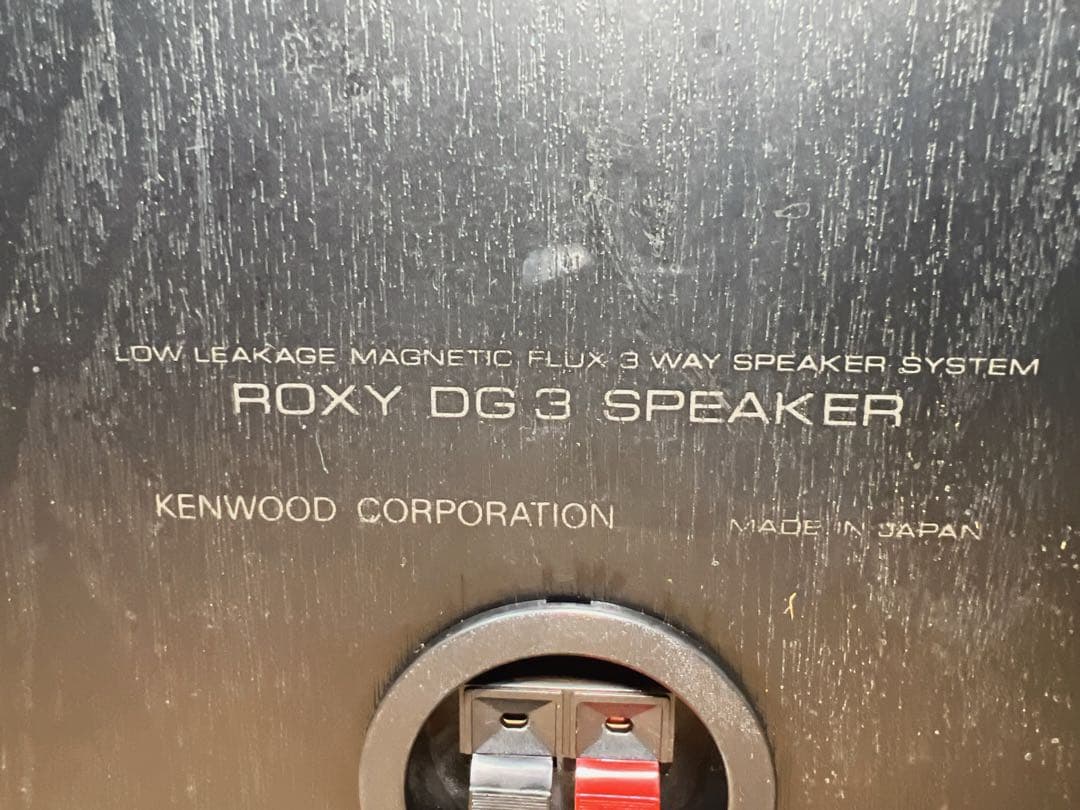 LOW LEAKAGE MAGNETIC FLUX 3 WAY SPEAKER SYSTEM
ROXY DG 3 SPEAKER
KENWOOD CORPORATION MADE IN JAPAN